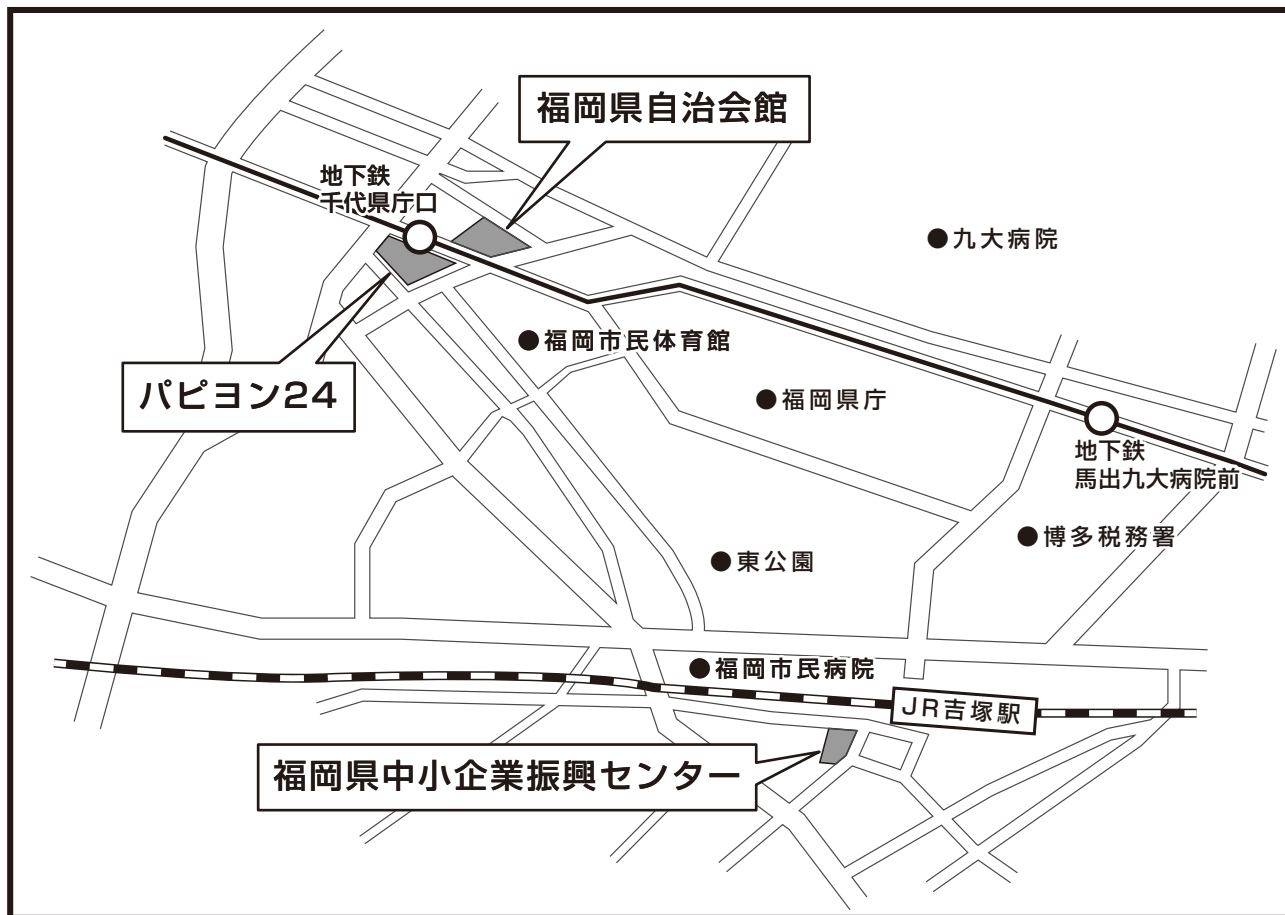 福岡県自治会館
地下鉄
千代県庁口
●九大病院
●福岡市民体育館
パピヨン24
●福岡県庁
地下鉄
馬出九大病院前
●博多税務署
●東公園
●福岡市民病院
JR吉塚駅
福岡県中小企業振興センター